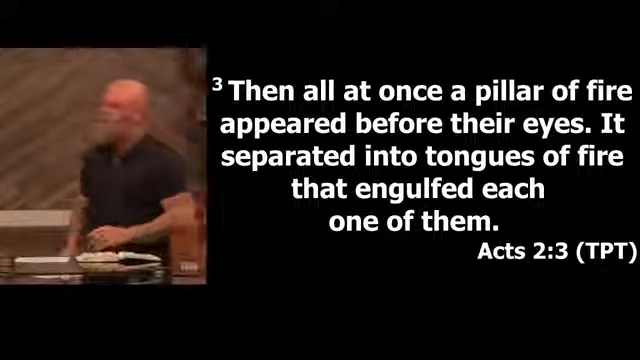 3 Then all at once a pillar of fire
appeared before their eyes. It
separated into tongues of fire
that engulfed each
one of them.
Acts 2:3 (TPT)